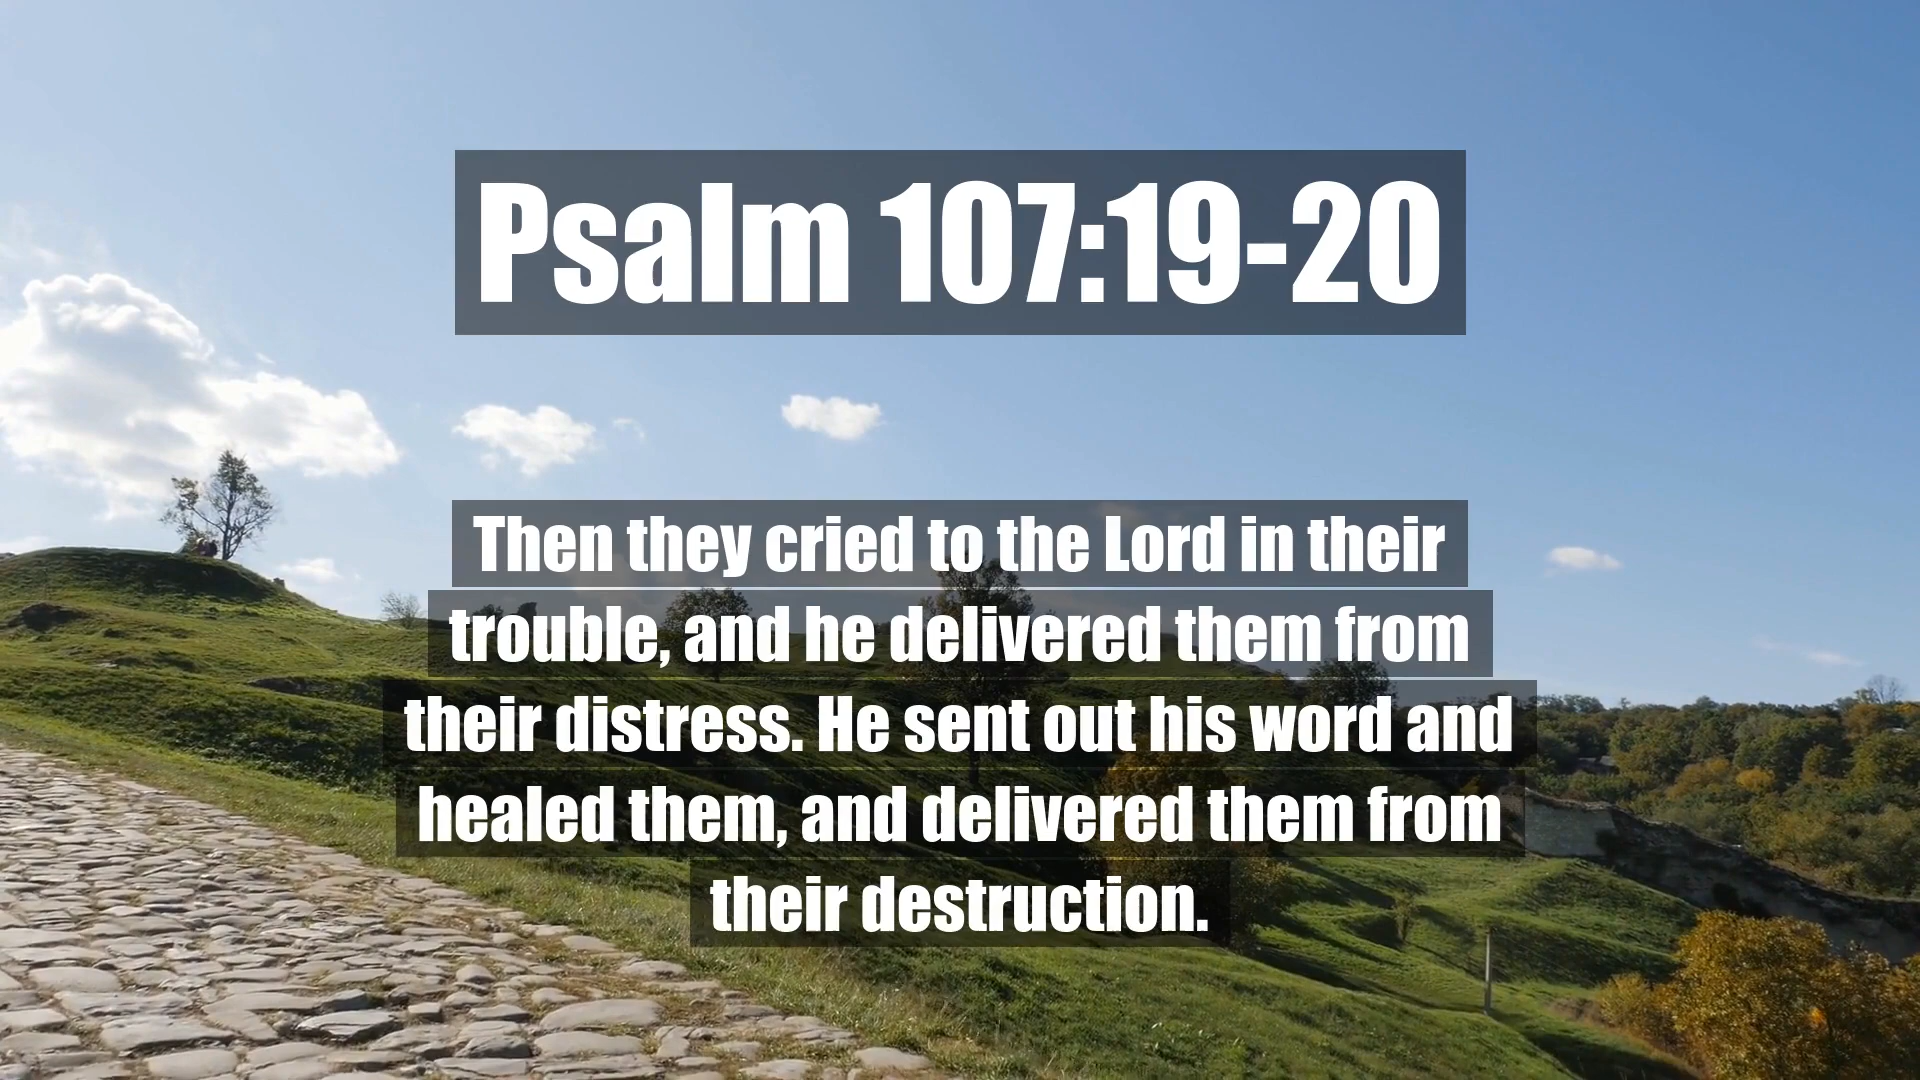 Psalm 107:19-20
Then they cried to the Lord in their
trouble, and he delivered them from
their distress. He sent out his word and
healed them, and delivered them from
their destruction.